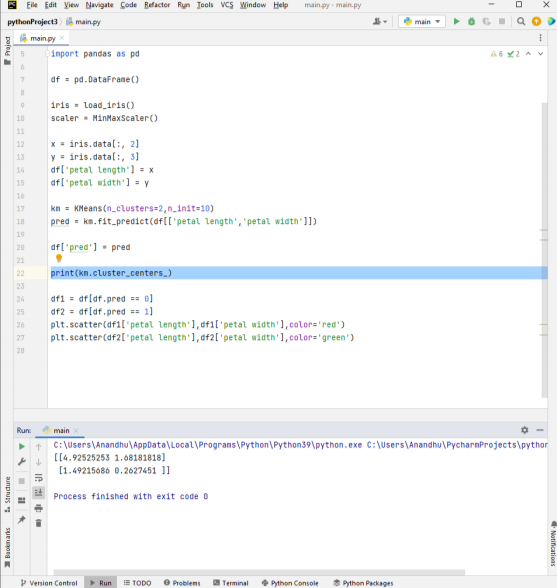 File Edit View Navigate Code Refactor Run Tools VCS Window Help main.py - main.py
pythonProject3 main.py main
main.py
Project
5 import pandas as pd 6 2
6
7 df = pd.DataFrame()
8
9 iris = load_iris()
10 scaler = MinMaxScaler()
11
12 x = iris.data[:, 2]
13 y = iris.data[:, 3]
14 df['petal length'] = x
15 df['petal width'] = y
16
17 km = KMeans(n_clusters=2,n_init=10)
18 pred = km.fit_predict(df[['petal length','petal width']])
19
20 df['pred'] = pred
21
22 print(km.cluster_centers_)
23
24 df1 = df[df.pred == 0]
25 df2 = df[df.pred == 1]
26 plt.scatter(df1['petal length'],df1['petal width'],color='red')
27 plt.scatter(df2['petal length'],df2['petal width'],color='green')
28
Run: main
C:\Users\Anandhu\AppData\Local\Programs\Python\Python39\python.exe C:\Users\Anandhu\PycharmProjects\python
[[4.92525253 1.68181818]
[1.49215686 0.2627451 ]]
Process finished with exit code 0
Structure
Bookmarks
Notifications
Version Control Run TODO Problems Terminal Python Console Python Packages